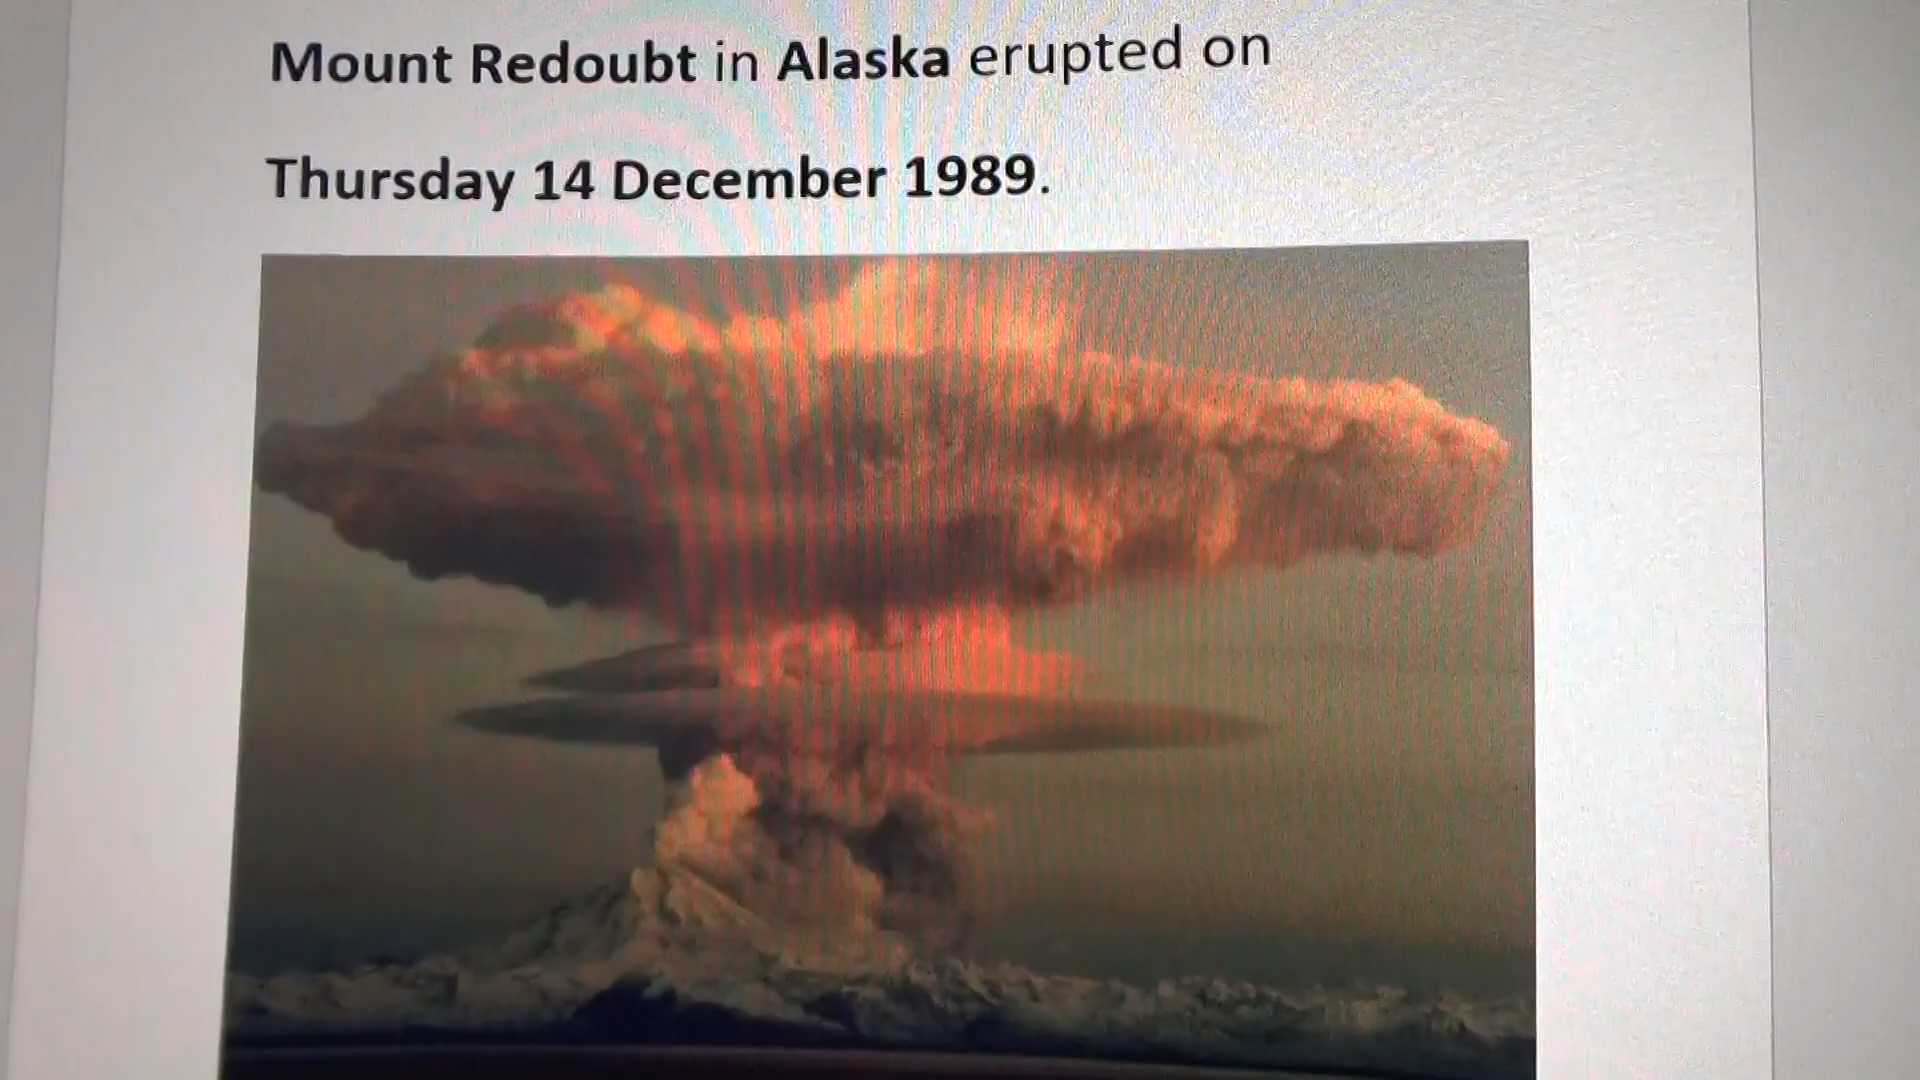 Mount Redoubt in Alaska erupted on
Thursday 14 December 1989.